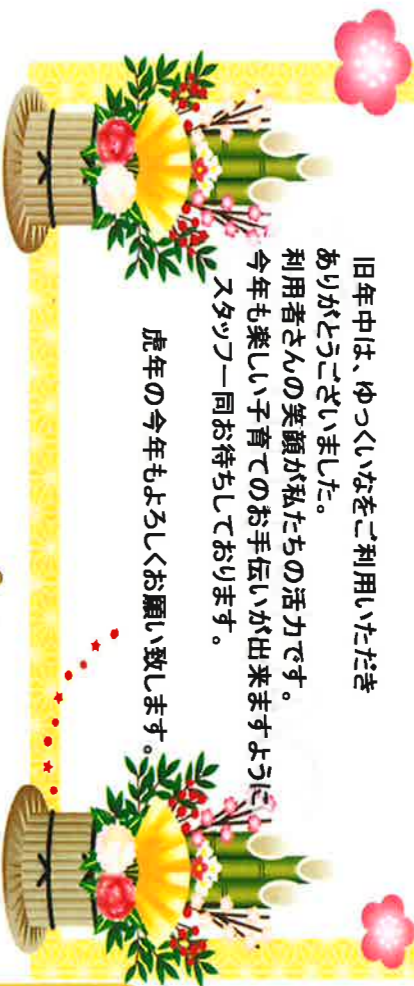 旧年中は、ゆっくいなをご利用いただき
ありがとうございました。
利用者さんの笑顔が私たちの活力です。
今年も楽しい子育てのお手伝いが出来ますように
スタッフ一同お待ちしております。
虎年の今年もよろしくお願い致します。